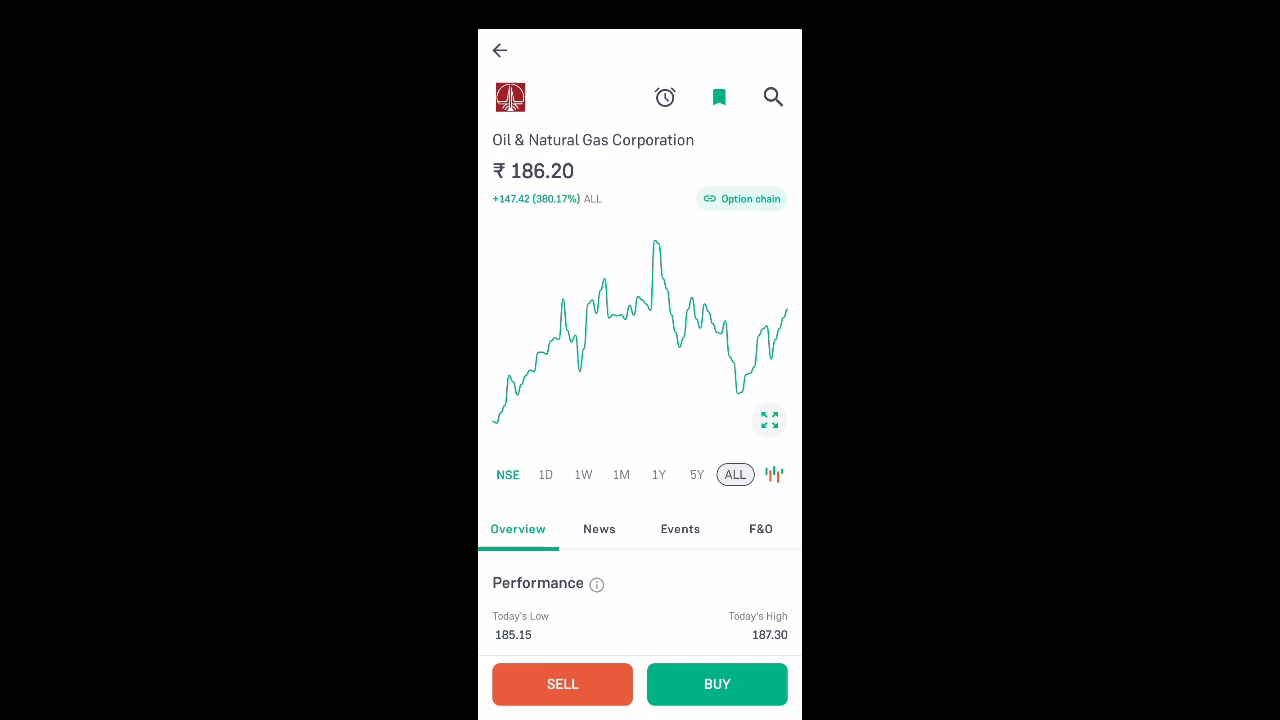 Oil & Natural Gas Corporation
₹ 186.20
+147.42 (380.17%) ALL
Option chain
NSE 1D 1W 1M 1Y 5Y ALL
Overview News Events F&O
Performance
Today's Low Today's High
185.15 187.30
SELL BUY